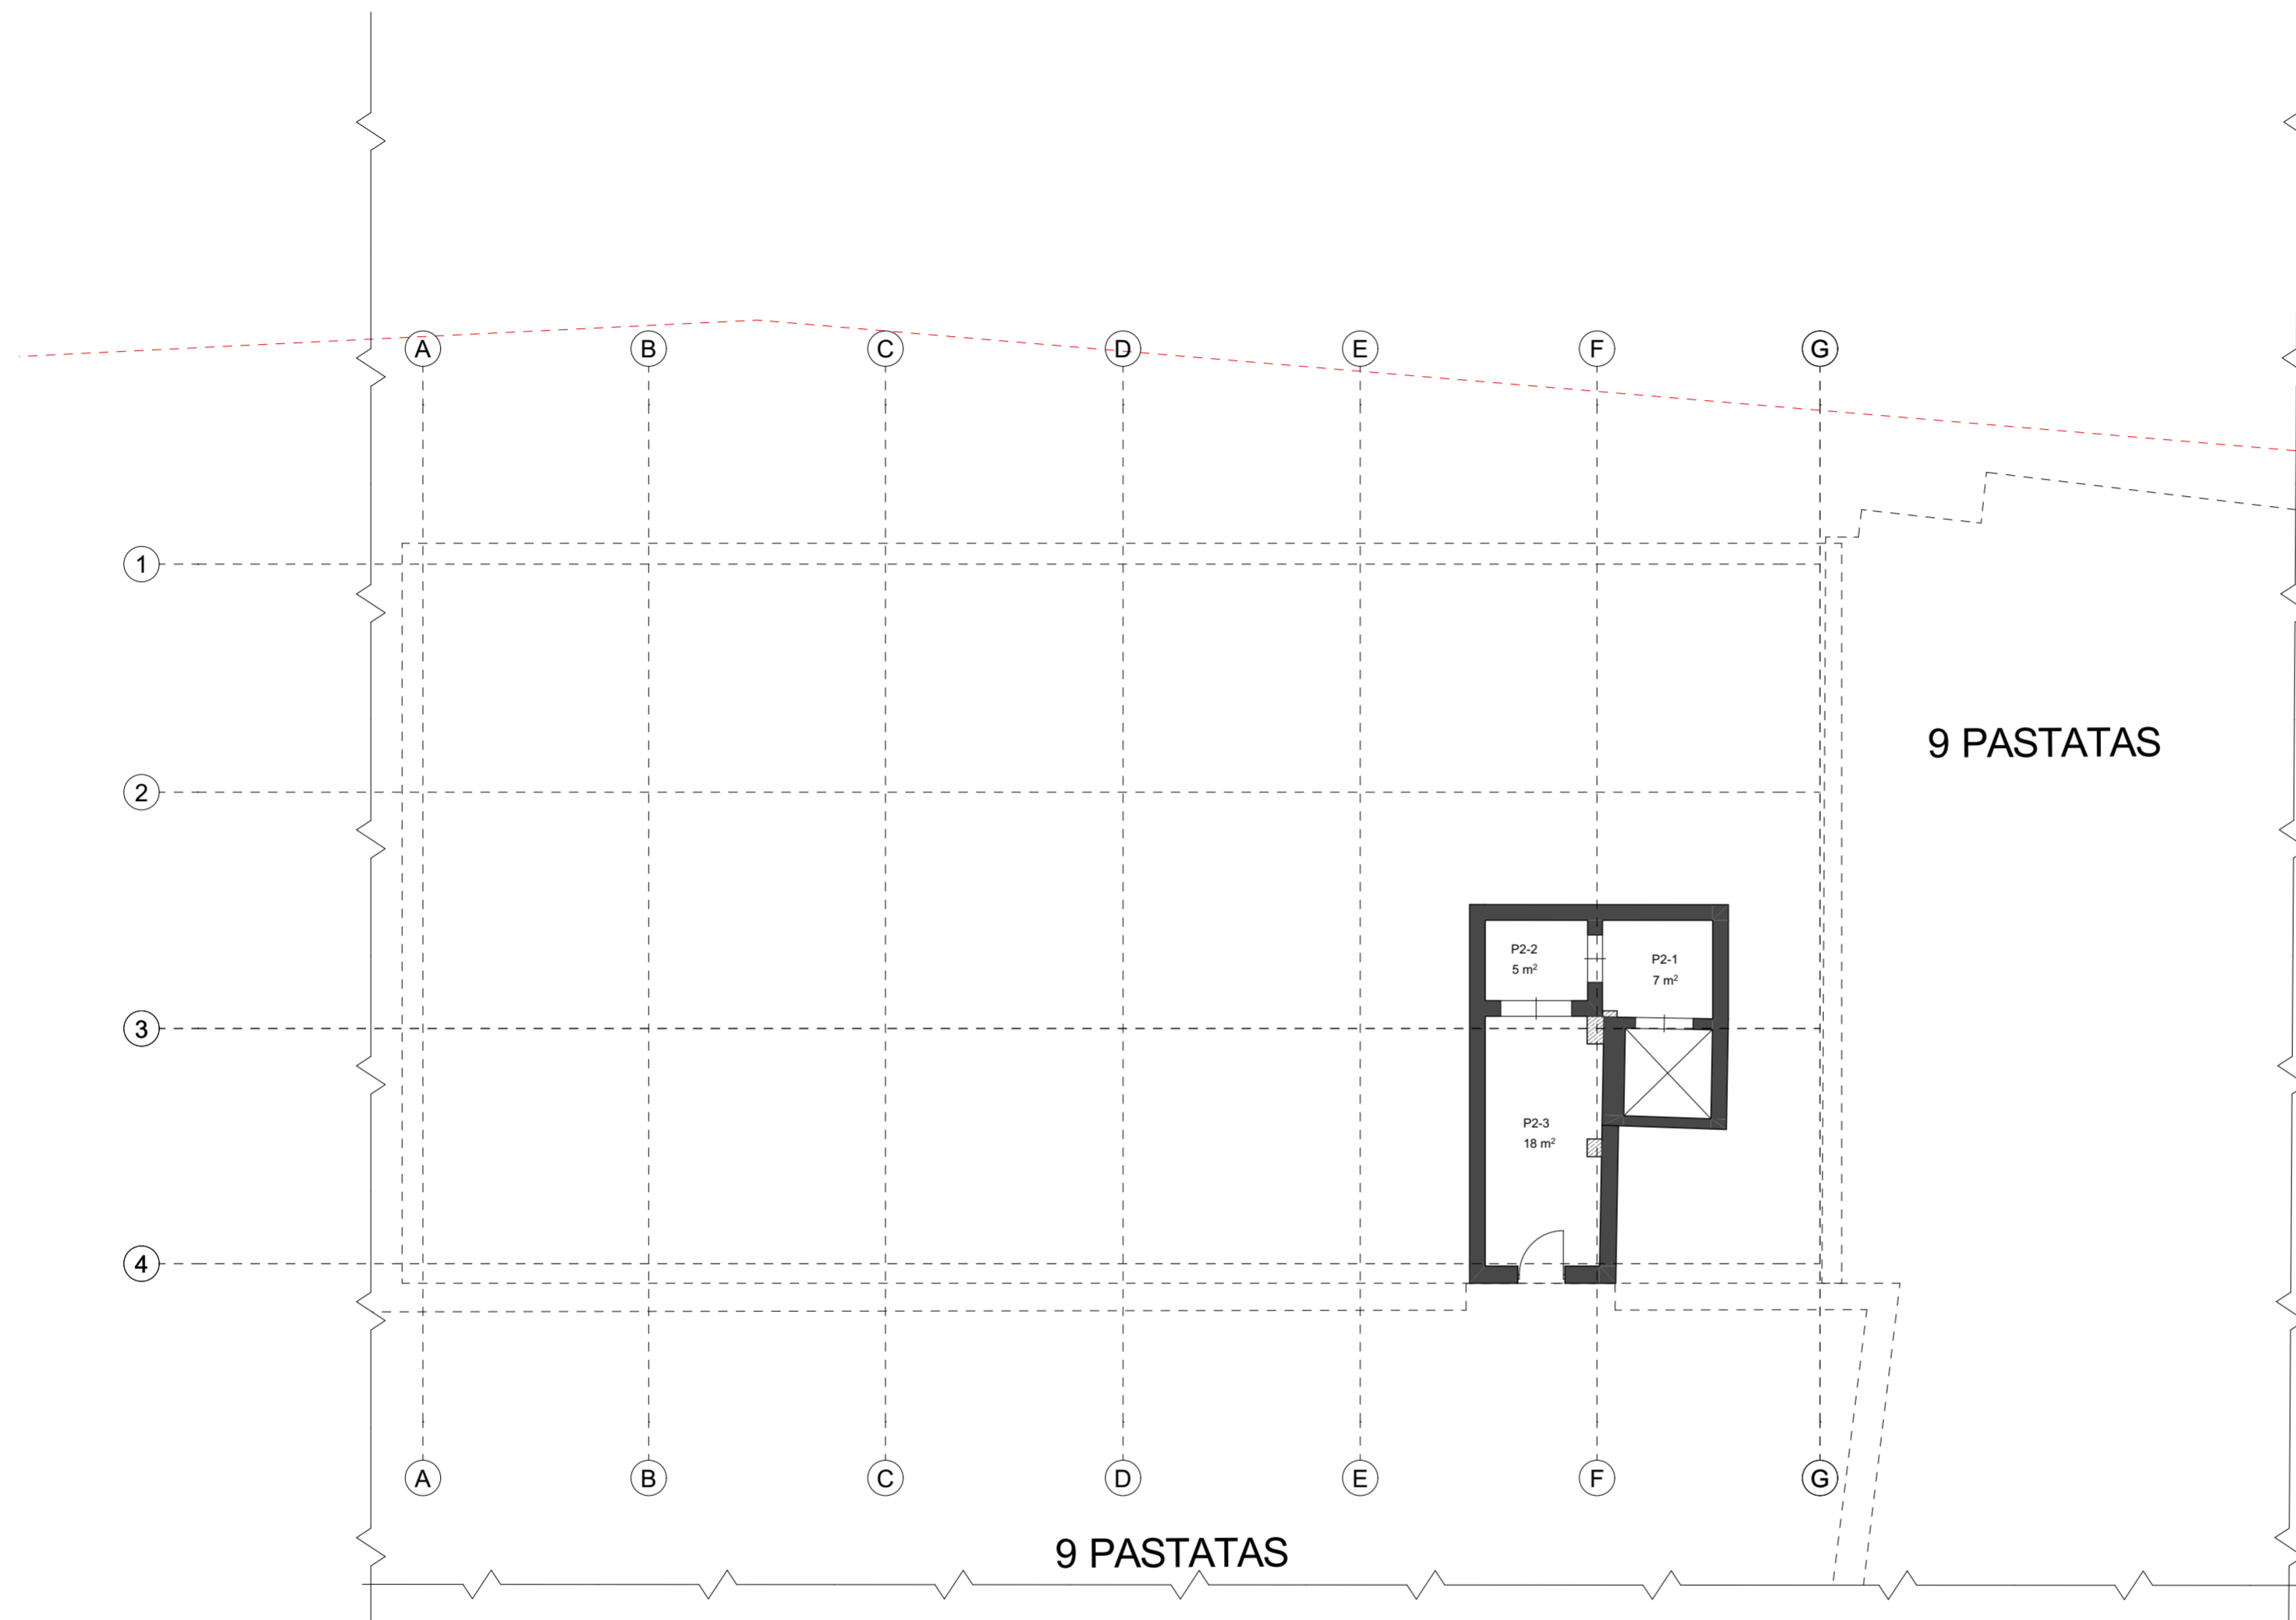 A B C D E F G
1
9 PASTATAS
2
P2-2
5 m²
P2-1
7 m²
3
P2-3
18 m²
4
A B C D E F G
9 PASTATAS